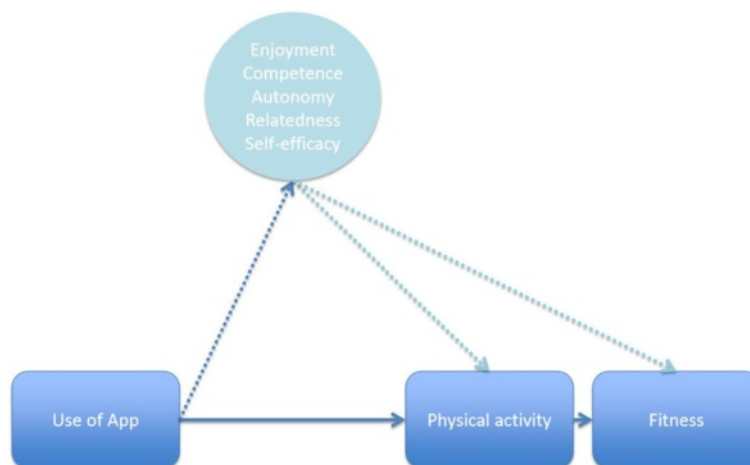 Enjoyment
Competence
Autonomy
Relatedness
Self-efficacy
Use of App
Physical activity
Fitness